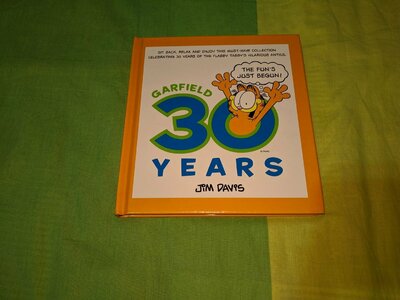 SIT BACK, RELAX AND ENJOY THIS MUST-HAVE COLLECTION
CELEBRATING 30 YEARS OF THE FLABBY TABBY'S HILARIOUS ANTICS.
THE FUN'S
JUST BEGUN!
GARFIELD
30
YEARS
JIM DAVIS